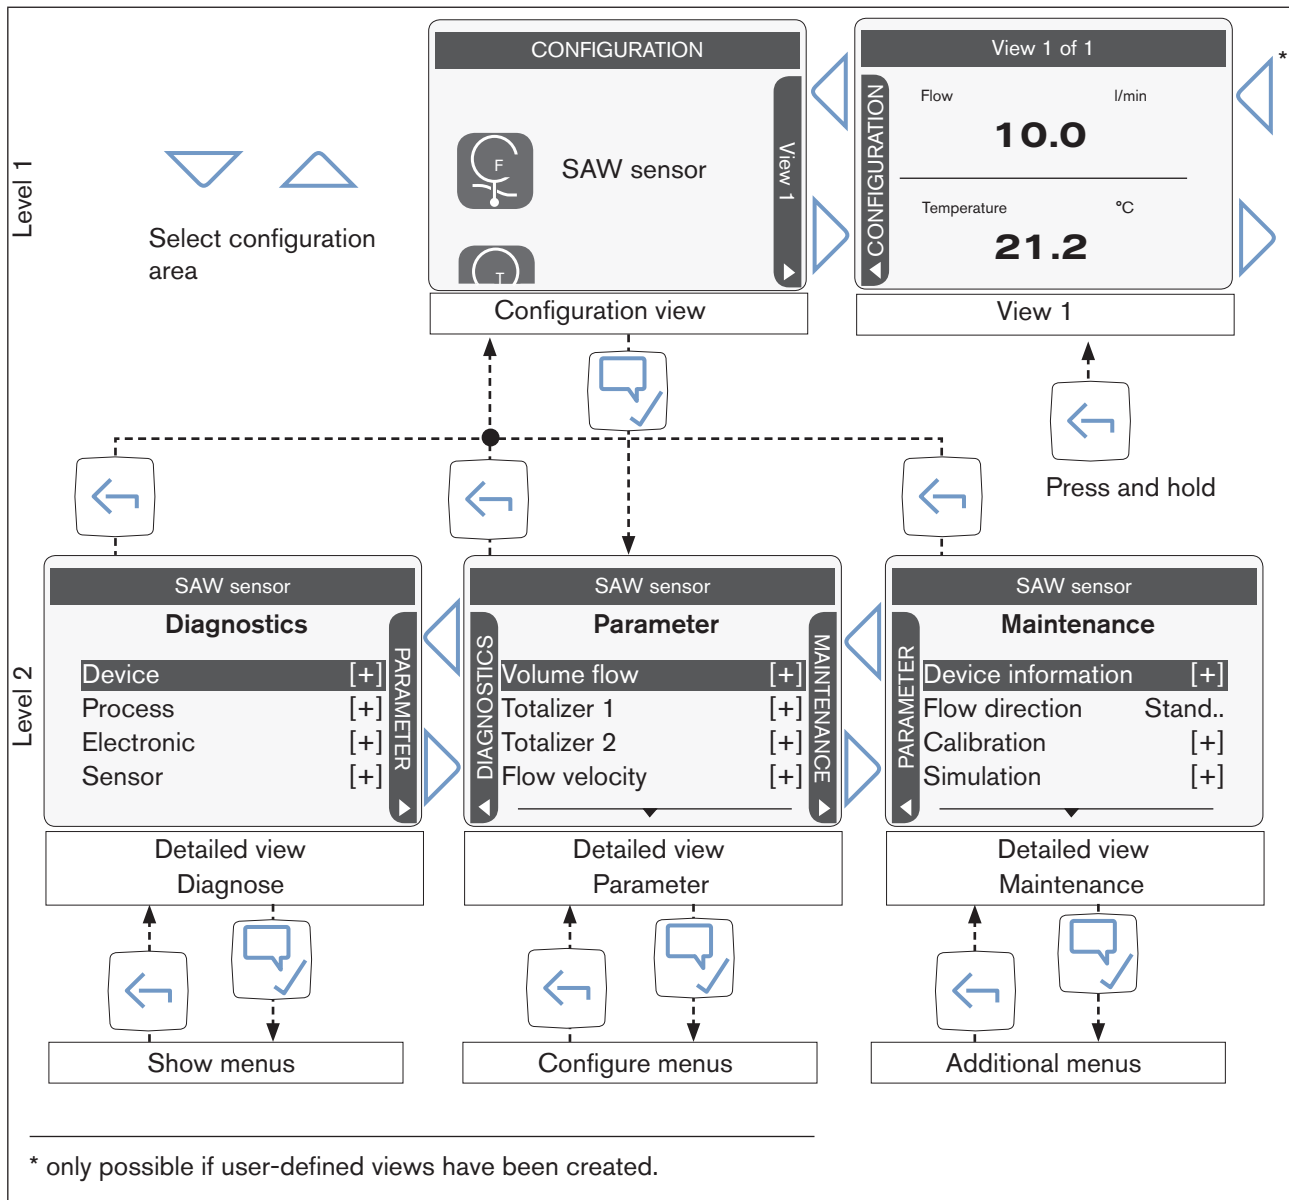 Level 1
Select configuration
area
CONFIGURATION
F
SAW sensor
T
View 1
Configuration view
View 1 of 1
CONFIGURATION
Flow l/min
10.0
Temperature °C
21.2
*
View 1
Press and hold
Level 2
SAW sensor
Diagnostics
Device [+]
Process [+]
Electronic [+]
Sensor [+]
PARAMETER
Detailed view
Diagnose
Show menus
SAW sensor
Parameter
DIAGNOSTICS
Volume flow [+]
Totalizer 1 [+]
Totalizer 2 [+]
Flow velocity [+]
MAINTENANCE
Detailed view
Parameter
Configure menus
SAW sensor
Maintenance
PARAMETER
Device information [+]
Flow direction Stand..
Calibration [+]
Simulation [+]
Detailed view
Maintenance
Additional menus
* only possible if user-defined views have been created.